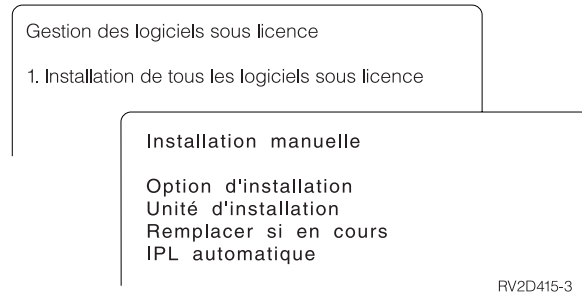 Gestion des logiciels sous licence
1. Installation de tous les logiciels sous licence
Installation manuelle
Option d'installation
Unité d'installation
Remplacer si en cours
IPL automatique
RV2D415-3